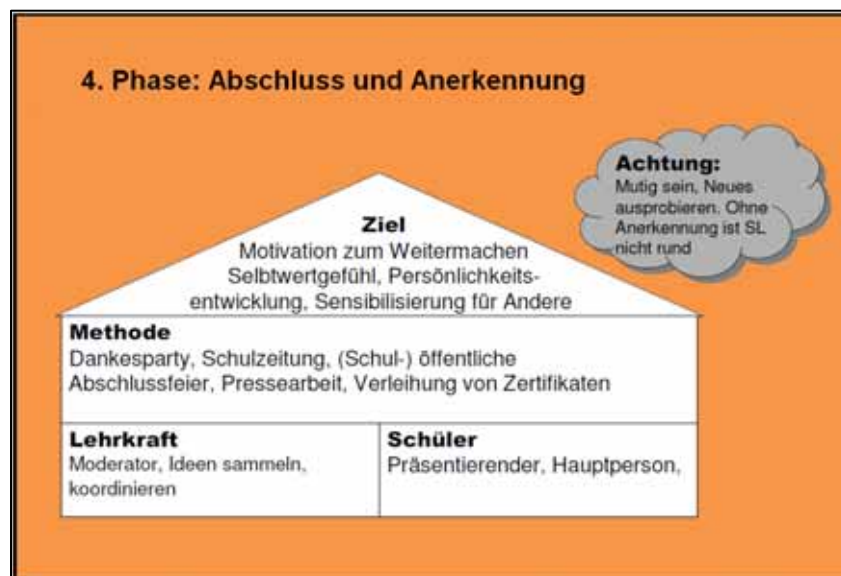 4. Phase: Abschluss und Anerkennung
Achtung:
Mutig sein, Neues
ausprobieren. Ohne
Anerkennung ist SL
nicht rund
Ziel
Motivation zum Weitermachen
Selbtwertgefühl, Persönlichkeits-
entwicklung, Sensibilisierung für Andere
Methode
Dankesparty, Schulzeitung, (Schul-) öffentliche
Abschlussfeier, Pressearbeit, Verleihung von Zertifikaten
Lehrkraft
Moderator, Ideen sammeln,
koordinieren
Schüler
Präsentierender, Hauptperson,